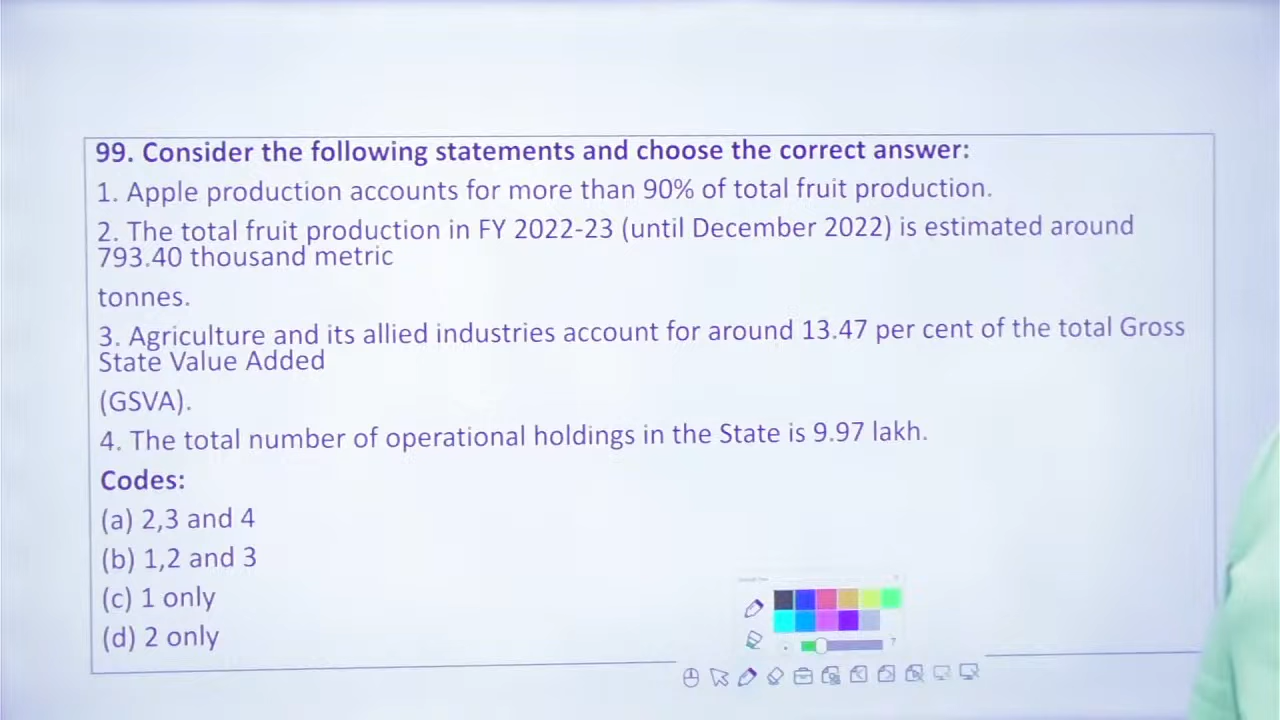 99. Consider the following statements and choose the correct answer:
1. Apple production accounts for more than 90% of total fruit production.
2. The total fruit production in FY 2022-23 (until December 2022) is estimated around
793.40 thousand metric
tonnes.
3. Agriculture and its allied industries account for around 13.47 per cent of the total Gross
State Value Added
(GSVA).
4. The total number of operational holdings in the State is 9.97 lakh.
Codes:
(a) 2,3 and 4
(b) 1,2 and 3
(c) 1 only
(d) 2 only
7